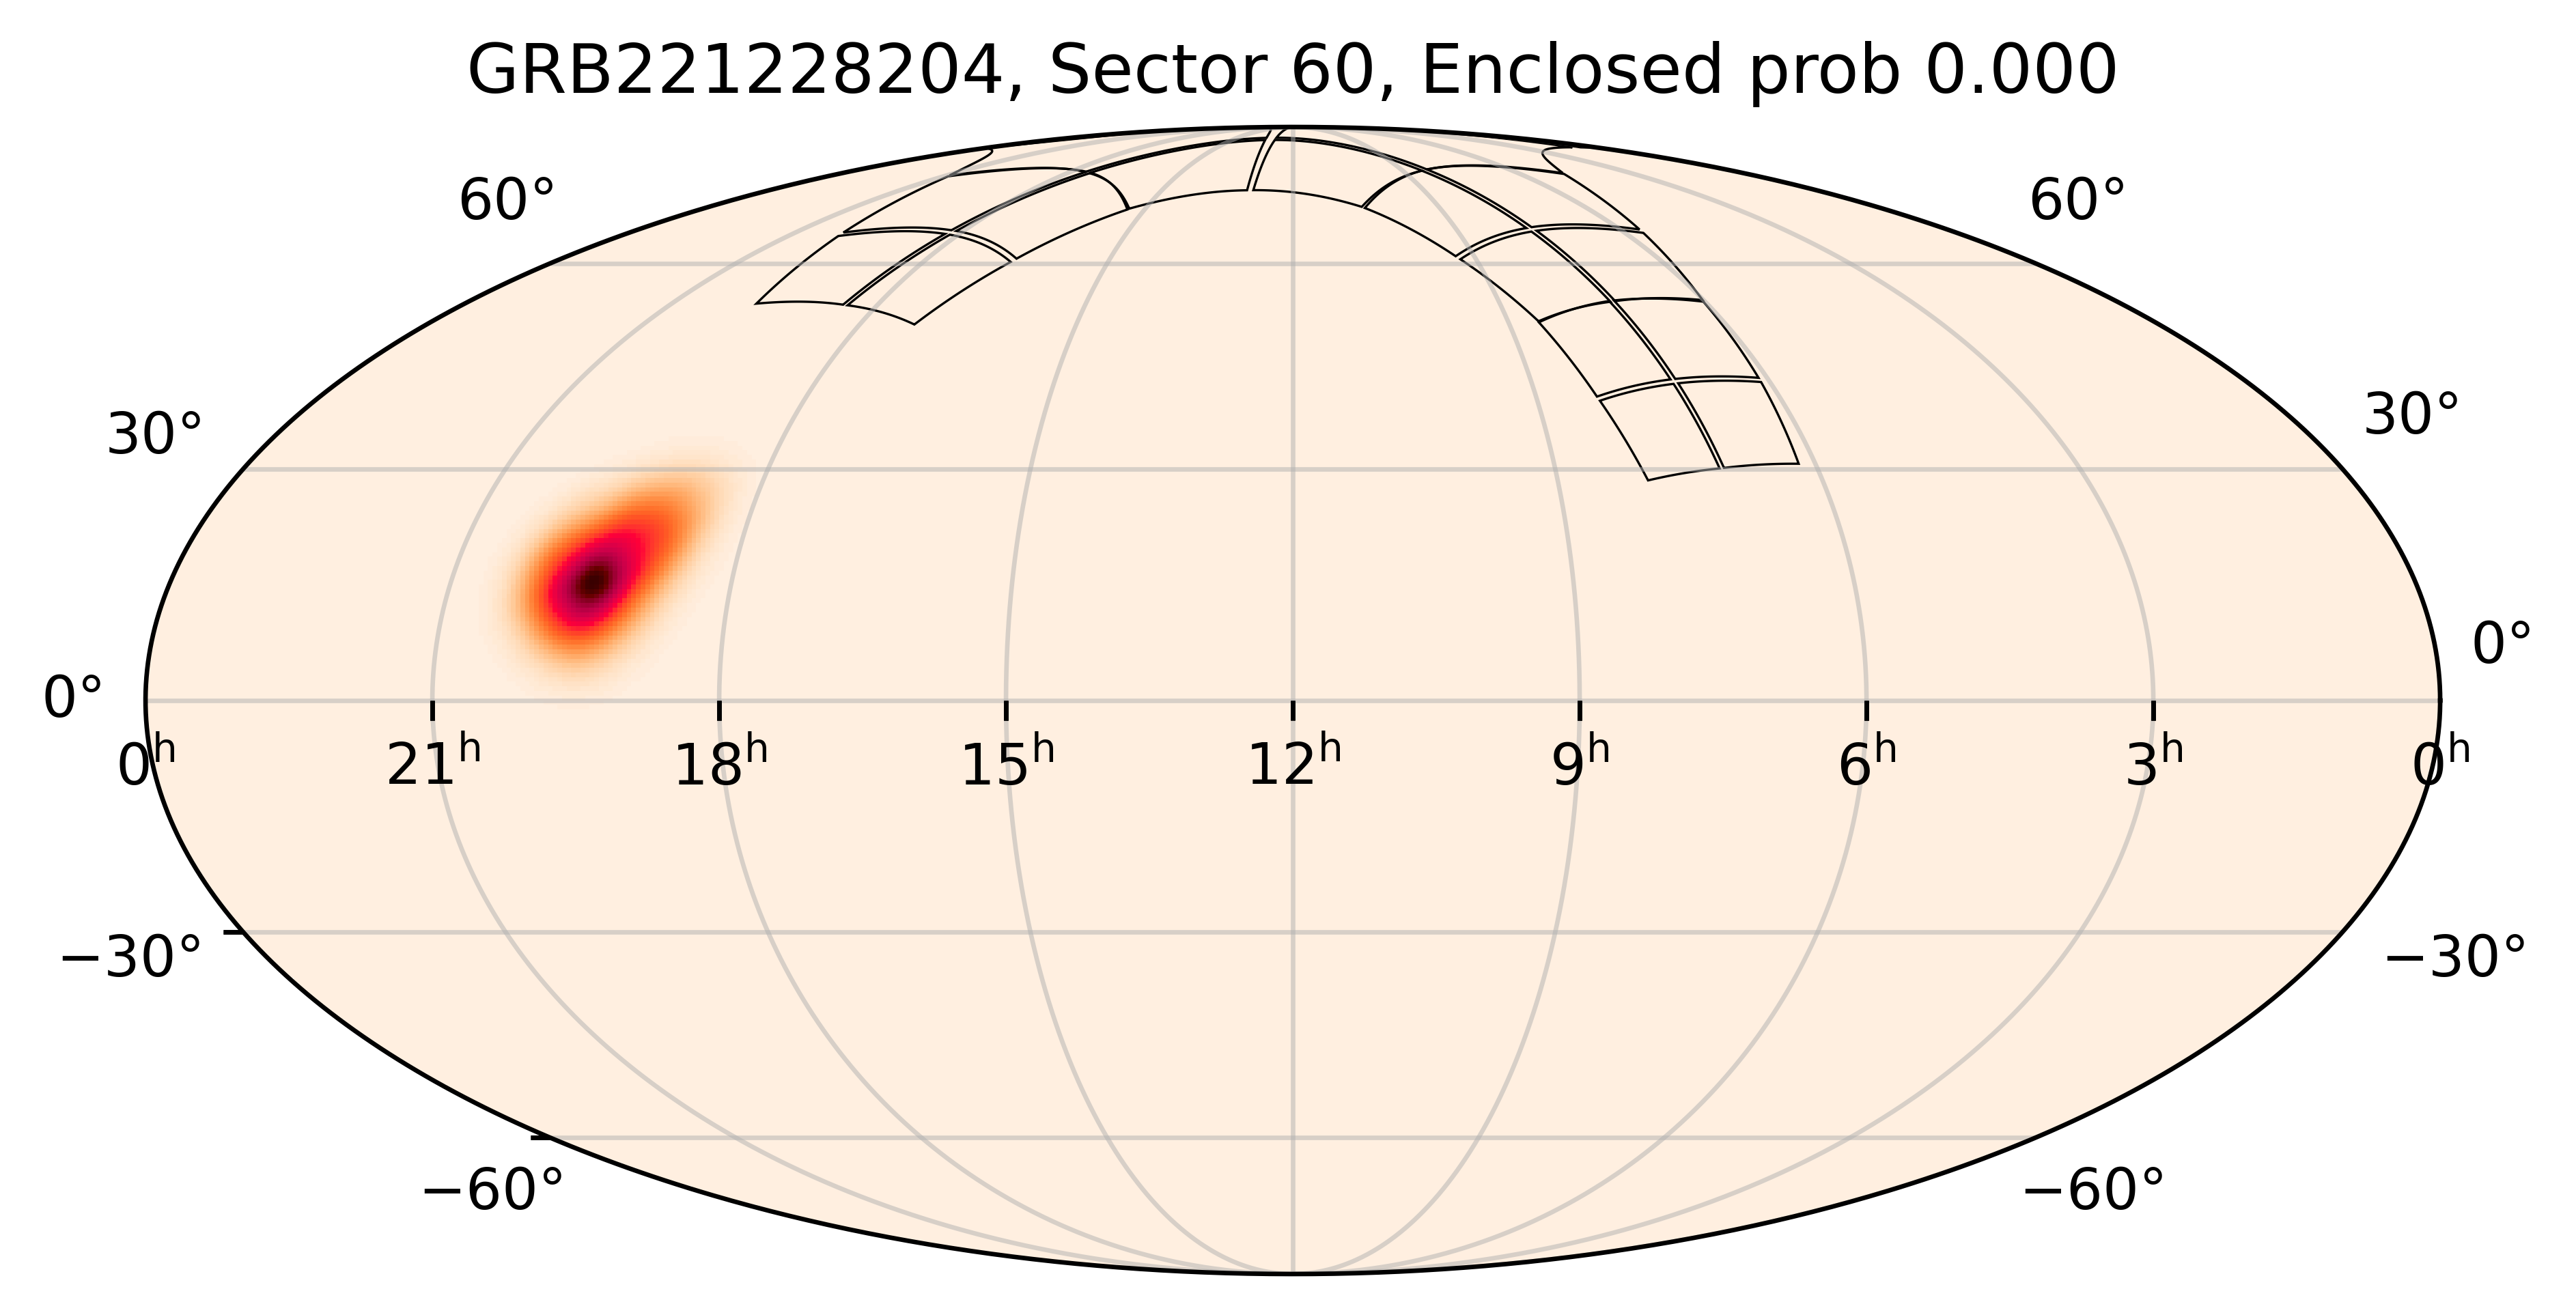 GRB221228204, Sector 60, Enclosed prob 0.000
60° 60°
30° 30°
0° 0°
0h 21h 18h 15h 12h 9h 6h 3h 0h
−30° −30°
−60° −60°